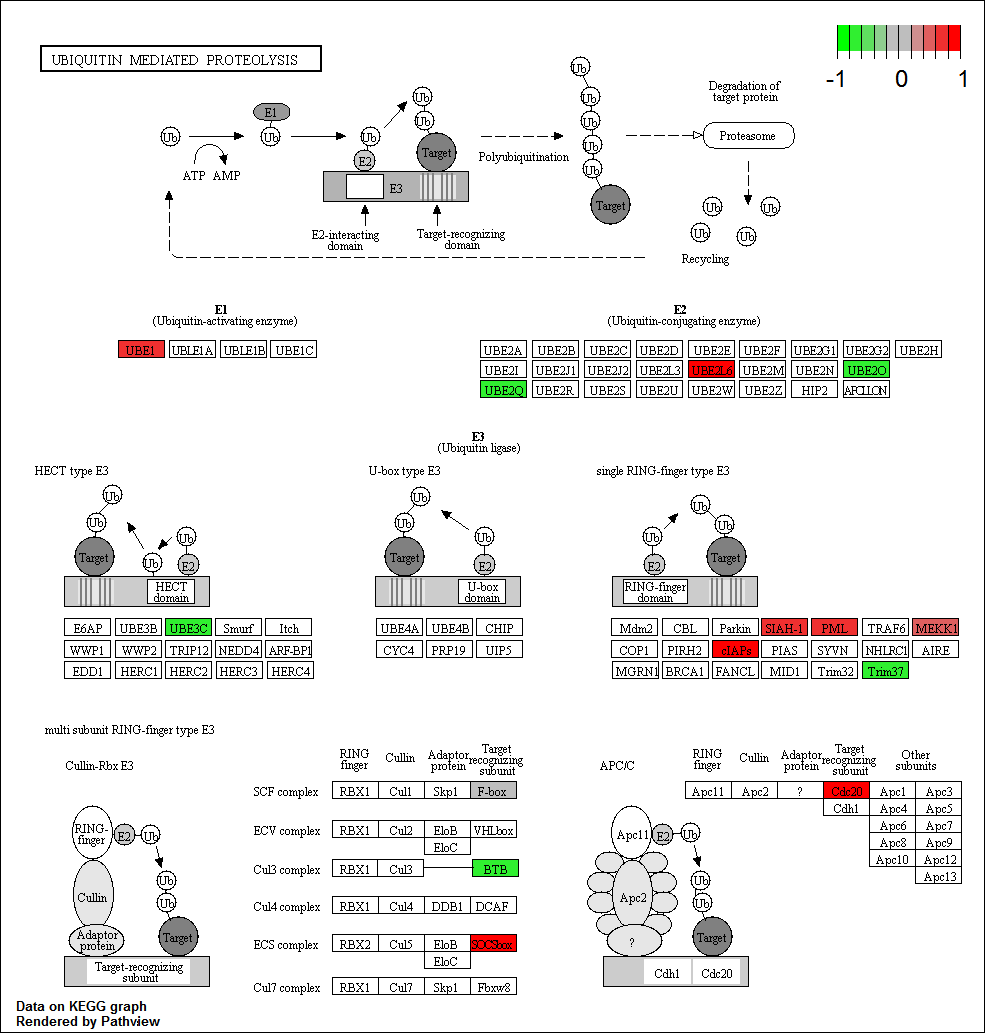 UBIQUITIN MEDIATED PROTEOLYSIS
-1 0 1
Ub
ATP AMP
E1
Ub
Ub
E2
Ub
Ub
Target
E3
E2-interacting
domain
Target-recognizing
domain
Polyubiquitination
Ub
Ub
Ub
Ub
Ub
Target
Degradation of
target protein
Proteasome
Ub
Ub
Ub
Ub
Recycling
E1
(Ubiquitin-activating enzyme)
UBE1 UBLE1A UBLE1B UBE1C
E2
(Ubiquitin-conjugating enzyme)
UBE2A UBE2B UBE2C UBE2D UBE2E UBE2F UBE2G1 UBE2G2 UBE2H
UBE2I UBE2J1 UBE2J2 UBE2L3 UBE2L6 UBE2M UBE2N UBE2O
UBE2Q UBE2R UBE2S UBE2U UBE2W UBE2Z HIP2 APCLLON
E3
(Ubiquitin ligase)
HECT type E3
Ub
Ub
Target
Ub
Ub
E2
HECT
domain
E6AP UBE3B UBE3C Smurf Itch
WWP1 WWP2 TRIP12 NEDD4 ARF-BP1
EDD1 HERC1 HERC2 HERC3 HERC4
U-box type E3
Ub
Ub
Target
Ub
E2
U-box
domain
UBE4A UBE4B CHIP
CYC4 PRP19 UIP5
single RING-finger type E3
Ub
Ub
Ub
E2
Target
RING-finger
domain
Mdm2 CBL Parkin SIAH-1 PML TRAF6 MEKK1
COP1 PIRH2 cIAPs PIAS SYVN NHLRC1 AIRE
MGRN1 BRCA1 FANCL MID1 Trim32 Trim37
multi subunit RING-finger type E3
Cullin-Rbx E3
RING-
finger
E2
Ub
Ub
Ub
Cullin
Adaptor
protein
Target
Target-recognizing
subunit
RING
finger
Cullin
Adaptor
protein
Target
recognizing
subunit
SCF complex RBX1 Cul1 Skp1 F-box
ECV complex RBX1 Cul2 EloB VHLbox
EloC
Cul3 complex RBX1 Cul3 BTB
Cul4 complex RBX1 Cul4 DDB1 DCAF
ECS complex RBX2 Cul5 EloB SOCSbox
EloC
Cul7 complex RBX1 Cul7 Skp1 Fbxw8
APC/C
RING
finger
Cullin
Adaptor
protein
Target
recognizing
subunit
Other
subunits
Apc11 Apc2 ? Cdc20 Apc1 Apc3
Cdh1 Apc4 Apc5
Apc6 Apc7
Apc8 Apc9
Apc10 Apc12
Apc13
Apc11
E2
Ub
Ub
Ub
Apc2
?
Target
Cdh1 Cdc20
Data on KEGG graph
Rendered by Pathview